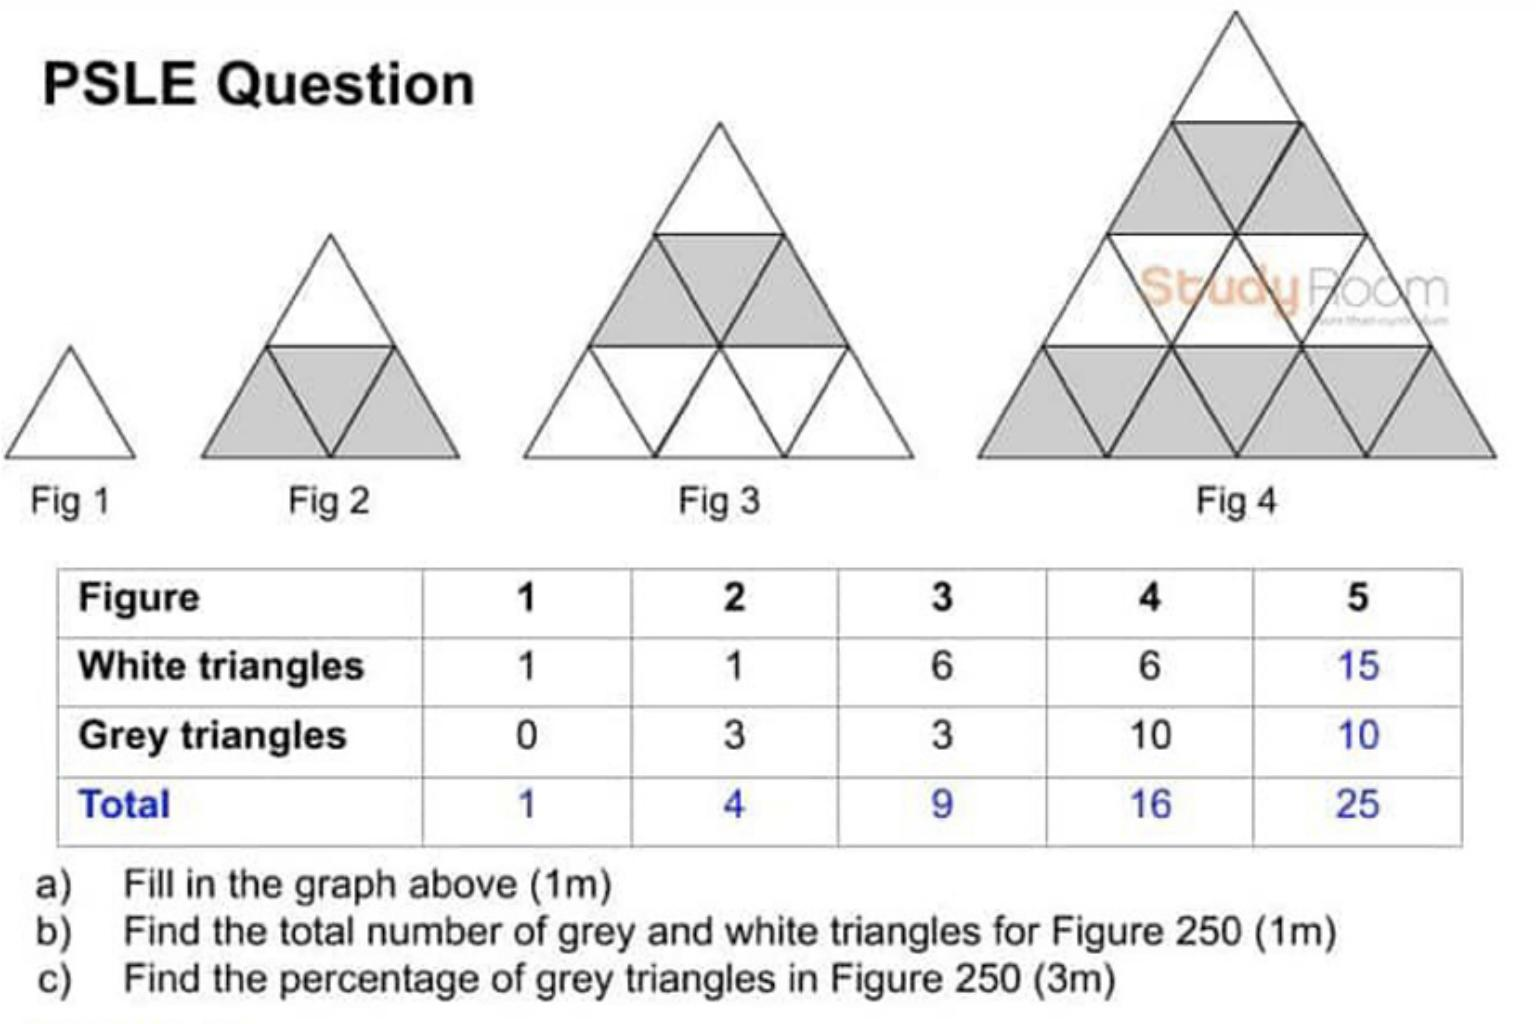 PSLE Question
StudyRoom
Fig 1 Fig 2 Fig 3 Fig 4
Figure 1 2 3 4 5
White triangles 1 1 6 6 15
Grey triangles 0 3 3 10 10
Total 1 4 9 16 25
a) Fill in the graph above (1m)
b) Find the total number of grey and white triangles for Figure 250 (1m)
c) Find the percentage of grey triangles in Figure 250 (3m)